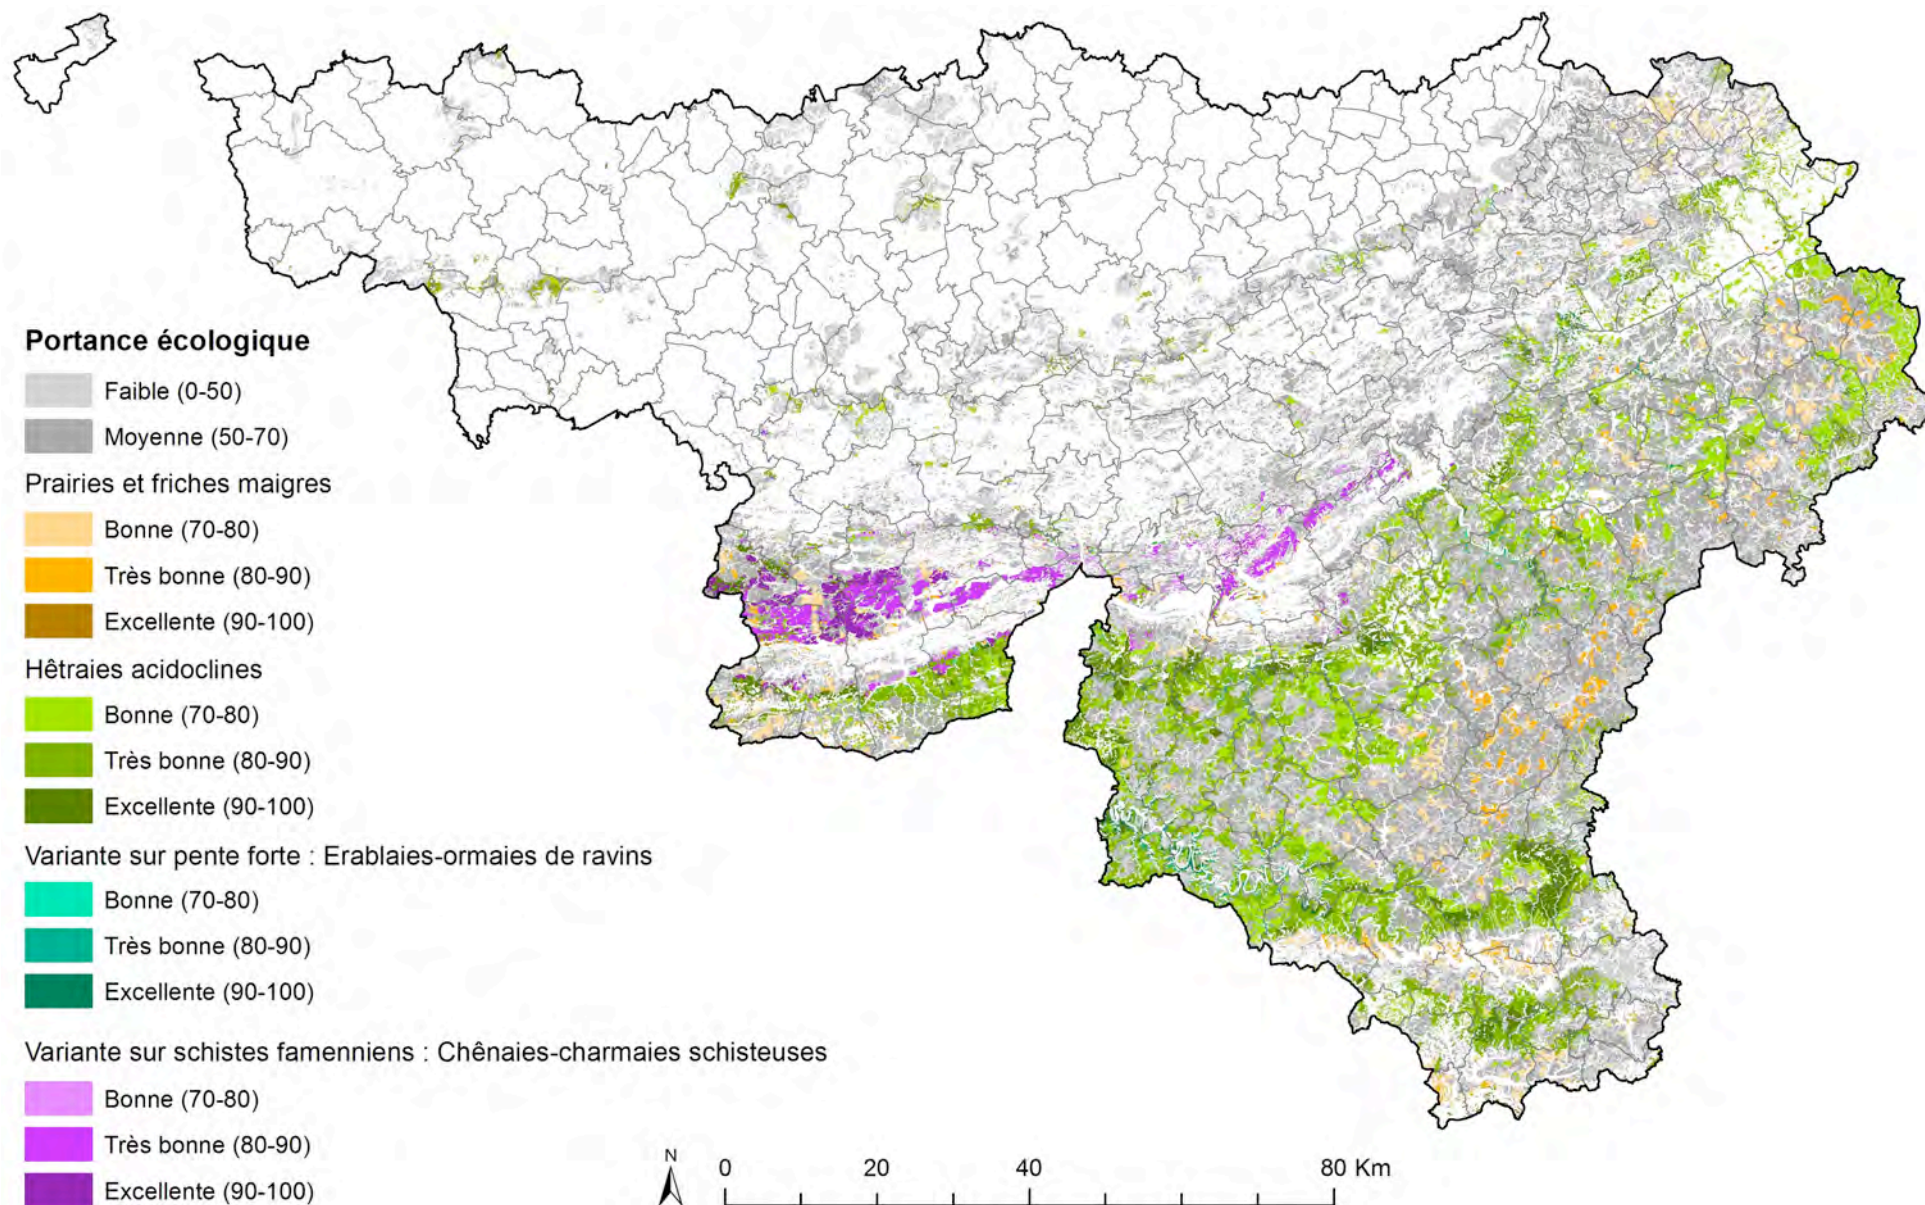 Portance écologique
Faible (0-50)
Moyenne (50-70)
Prairies et friches maigres
Bonne (70-80)
Très bonne (80-90)
Excellente (90-100)
Hêtraies acidoclines
Bonne (70-80)
Très bonne (80-90)
Excellente (90-100)
Variante sur pente forte : Erablaies-ormaies de ravins
Bonne (70-80)
Très bonne (80-90)
Excellente (90-100)
Variante sur schistes famenniens : Chênaies-charmaies schisteuses
Bonne (70-80)
Très bonne (80-90)
Excellente (90-100)
N
0 20 40 80 Km